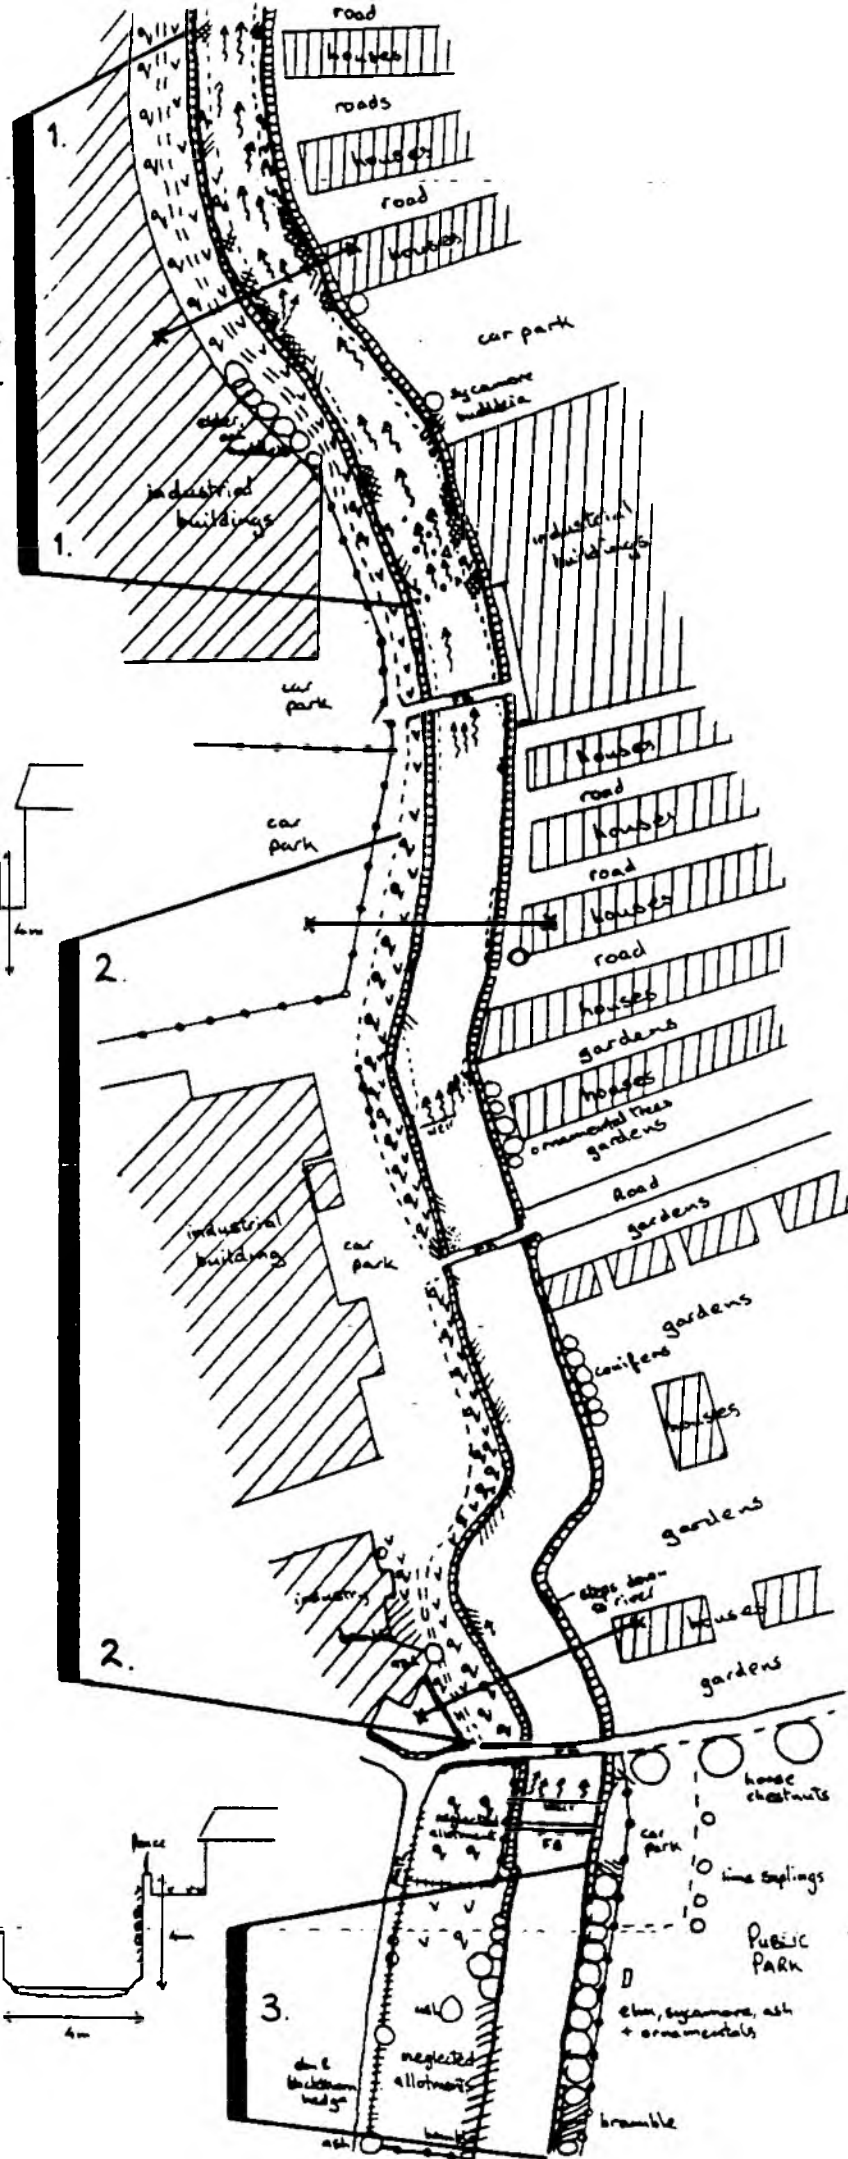 road
houses
roads
houses
road
houses
car park
sycamore
buddleia
1.
elder,
industrial
buildings
industrial
buildings
1.
car
park
houses
road
houses
road
houses
road
houses
gardens
houses
ornamental trees
gardens
car
park
2.
4m
weir
Road
gardens
industrial
building
car
park
gardens
conifers
houses
gardens
steps down
to river
houses
industry
ash
gardens
2.
horse
chestnuts
weir
neglected
allotment
FB
car
park
lime saplings
PUBLIC
PARK
fence
4m
4m
3.
ash
elm, sycamore, ash
+ ornamentals
neglected
allotments
elm &
hedge
bramble
ash